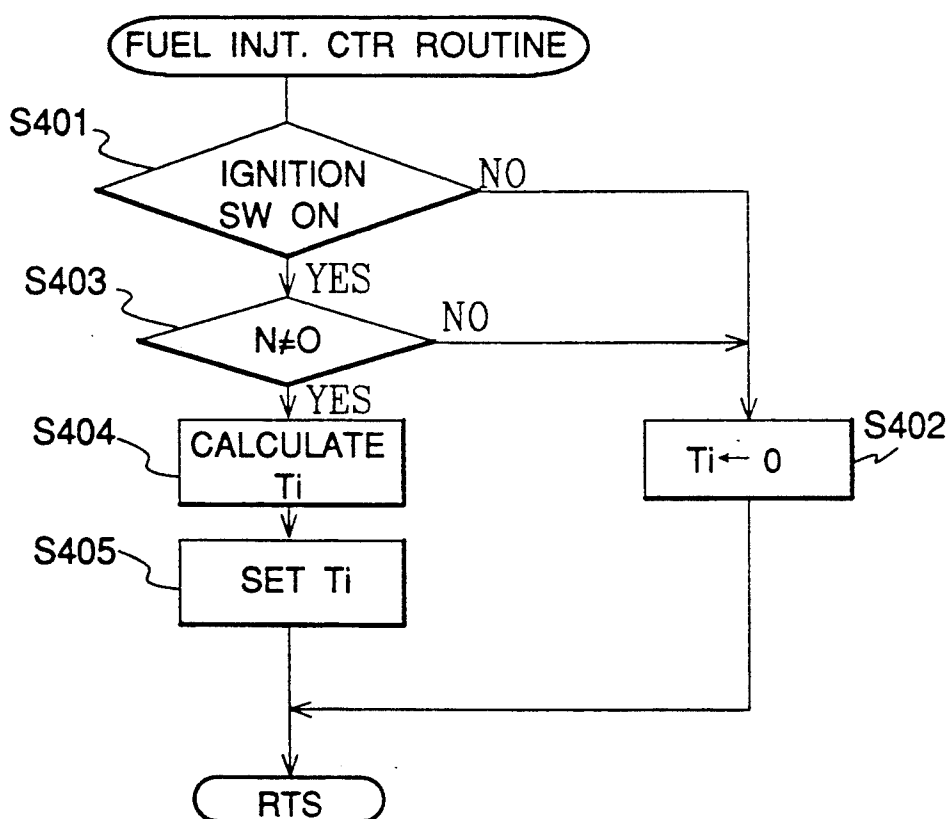 FUEL INJT. CTR ROUTINE
S401
IGNITION
SW ON
NO
YES
S403
N≠O
NO
YES
S404
CALCULATE
Ti
S402
Ti ← 0
S405
SET Ti
RTS